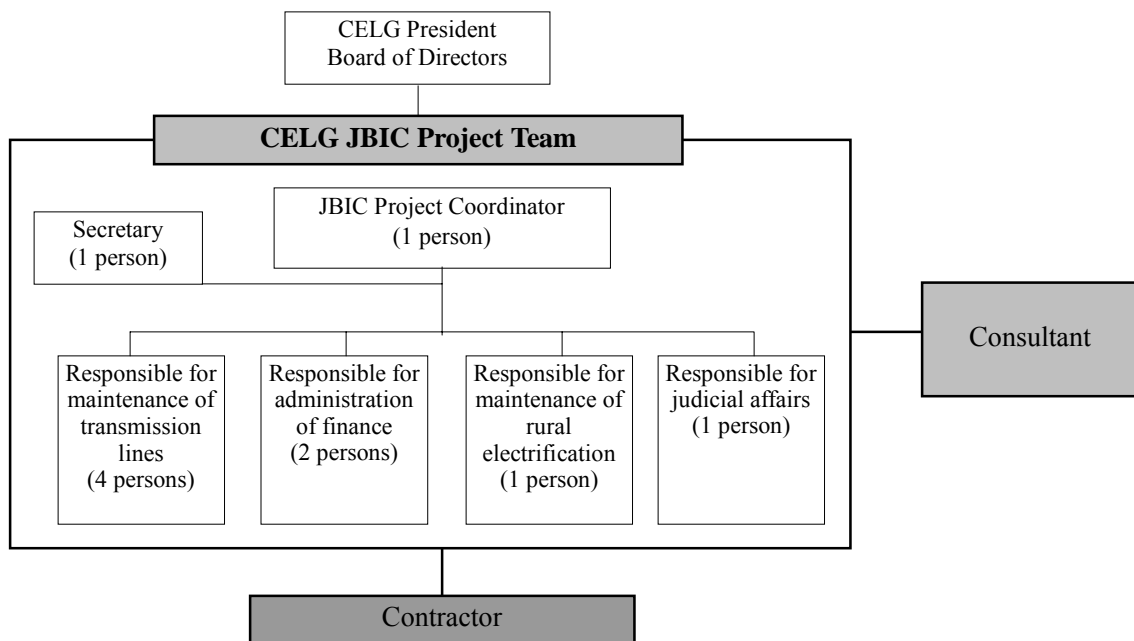 CELG President
Board of Directors
CELG JBIC Project Team
JBIC Project Coordinator
(1 person)
Secretary
(1 person)
Consultant
Responsible for
maintenance of
transmission
lines
(4 persons)
Responsible for
administration
of finance
(2 persons)
Responsible for
maintenance of
rural
electrification
(1 person)
Responsible for
judicial affairs
(1 person)
Contractor